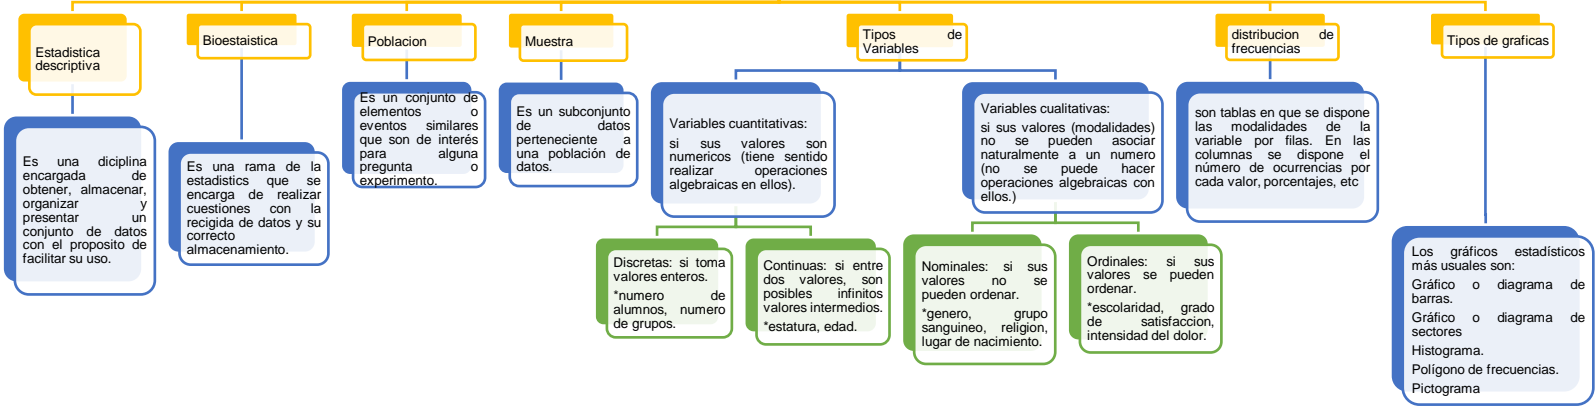 Estadistica
descriptiva
Es una diciplina
encargada de
obtener, almacenar,
organizar y
presentar un
conjunto de datos
con el proposito de
facilitar su uso.
Bioestaistica
Es una rama de la
estadistics que se
encarga de realizar
cuestiones con la
recigida de datos y su
correcto
almacenamiento.
Poblacion
Es un conjunto de
elementos o
eventos similares
que son de interés
para alguna
pregunta o
experimento.
Muestra
Es un subconjunto
de datos
perteneciente a
una población de
datos.
Tipos de
Variables
Variables cuantitativas:
si sus valores son
numericos (tiene sentido
realizar operaciones
algebraicas en ellos).
Discretas: si toma
valores enteros.
*numero de
alumnos, numero
de grupos.
Continuas: si entre
dos valores, son
posibles infinitos
valores intermedios.
*estatura, edad.
Variables cualitativas:
si sus valores (modalidades)
no se pueden asociar
naturalmente a un numero
(no se puede hacer
operaciones algebraicas con
ellos.)
Nominales: si sus
valores no se
pueden ordenar.
*genero, grupo
sanguineo, religion,
lugar de nacimiento.
Ordinales: si sus
valores se pueden
ordenar.
*escolaridad, grado
de satisfaccion,
intensidad del dolor.
distribucion de
frecuencias
son tablas en que se dispone
las modalidades de la
variable por filas. En las
columnas se dispone el
número de ocurrencias por
cada valor, porcentajes, etc
Tipos de graficas
Los gráficos estadísticos
más usuales son:
Gráfico o diagrama de
barras.
Gráfico o diagrama de
sectores
Histograma.
Polígono de frecuencias.
Pictograma